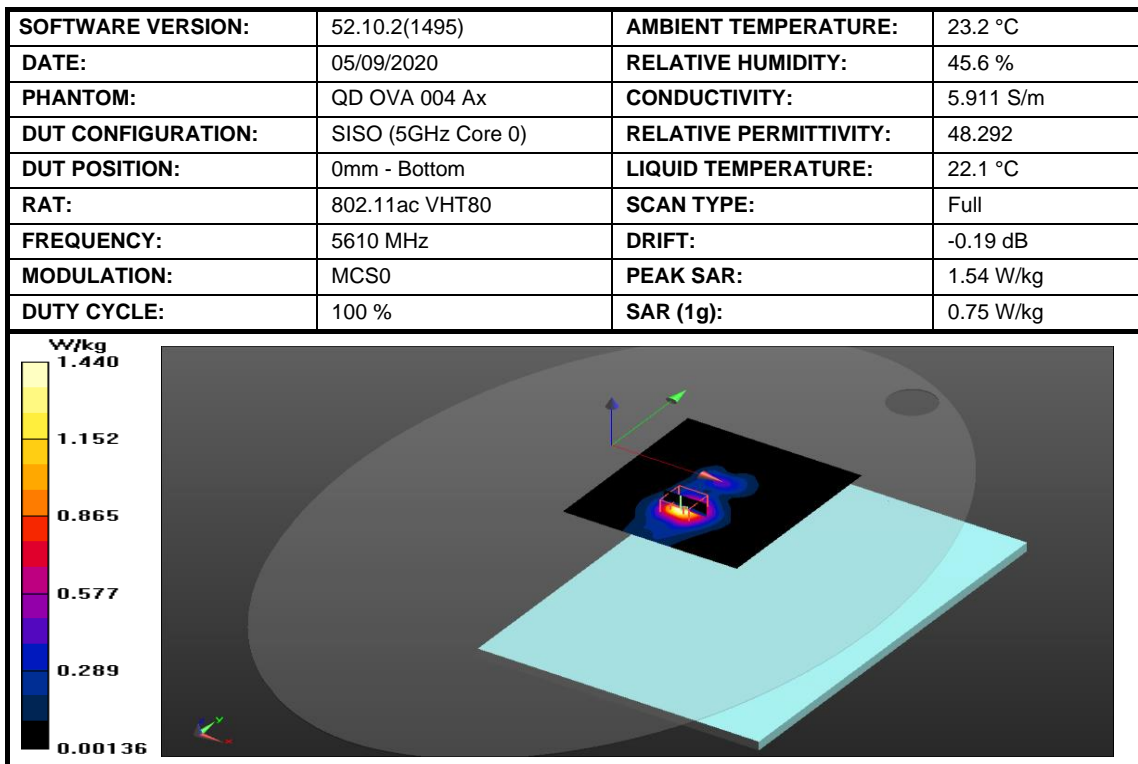 SOFTWARE VERSION: 52.10.2(1495) AMBIENT TEMPERATURE: 23.2 °C
DATE: 05/09/2020 RELATIVE HUMIDITY: 45.6 %
PHANTOM: QD OVA 004 Ax CONDUCTIVITY: 5.911 S/m
DUT CONFIGURATION: SISO (5GHz Core 0) RELATIVE PERMITTIVITY: 48.292
DUT POSITION: 0mm - Bottom LIQUID TEMPERATURE: 22.1 °C
RAT: 802.11ac VHT80 SCAN TYPE: Full
FREQUENCY: 5610 MHz DRIFT: -0.19 dB
MODULATION: MCS0 PEAK SAR: 1.54 W/kg
DUTY CYCLE: 100 % SAR (1g): 0.75 W/kg
W/kg
1.440
1.152
0.865
0.577
0.289
0.00136
Y
X